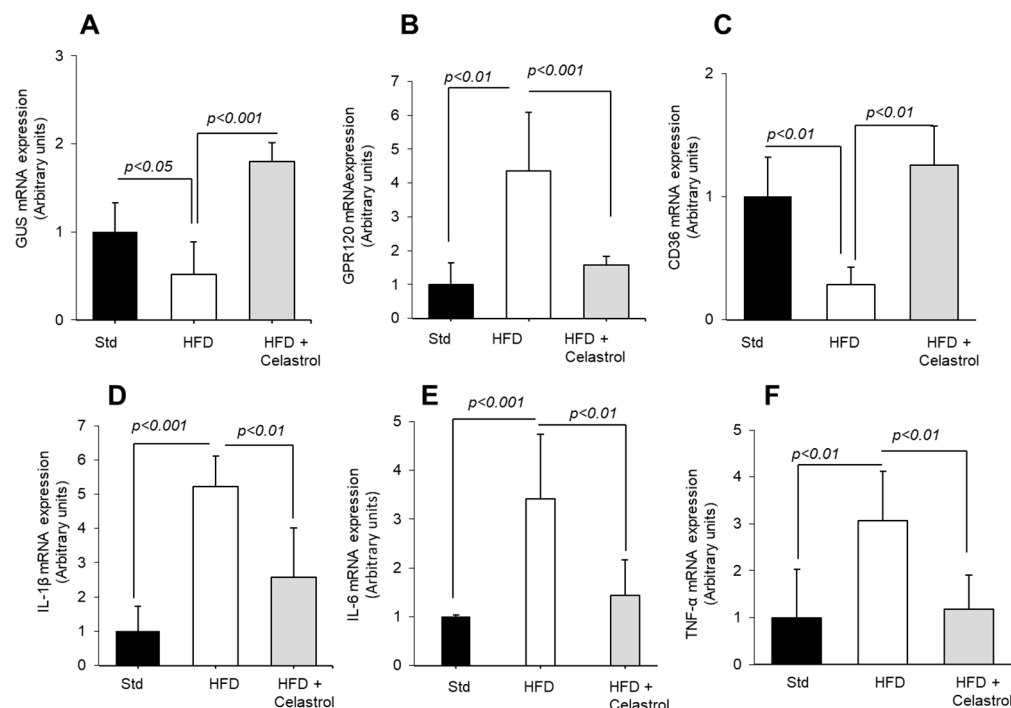 A
GUS mRNA expression
(Arbitrary units)
3
2
1
0
p<0.05
p<0.001
Std
HFD
HFD +
Celastrol
B
GPR120 mRNAexpression
(Arbitrary units)
7
6
5
4
3
2
1
0
p<0.01
p<0.001
Std
HFD
HFD +
Celastrol
C
CD36 mRNA expression
(Arbitrary units)
2
1
0
p<0.01
p<0.01
Std
HFD
HFD +
Celastrol
D
IL-1β mRNA expression
(Arbitrary units)
7
6
5
4
3
2
1
0
p<0.001
p<0.01
Std
HFD
HFD +
Celastrol
E
IL-6 mRNA expression
(Arbitrary units)
5
4
3
2
1
0
p<0.001
p<0.01
Std
HFD
HFD +
Celastrol
F
TNF-α mRNA expression
(Arbitrary units)
5
4
3
2
1
0
p<0.01
p<0.01
Std
HFD
HFD +
Celastrol